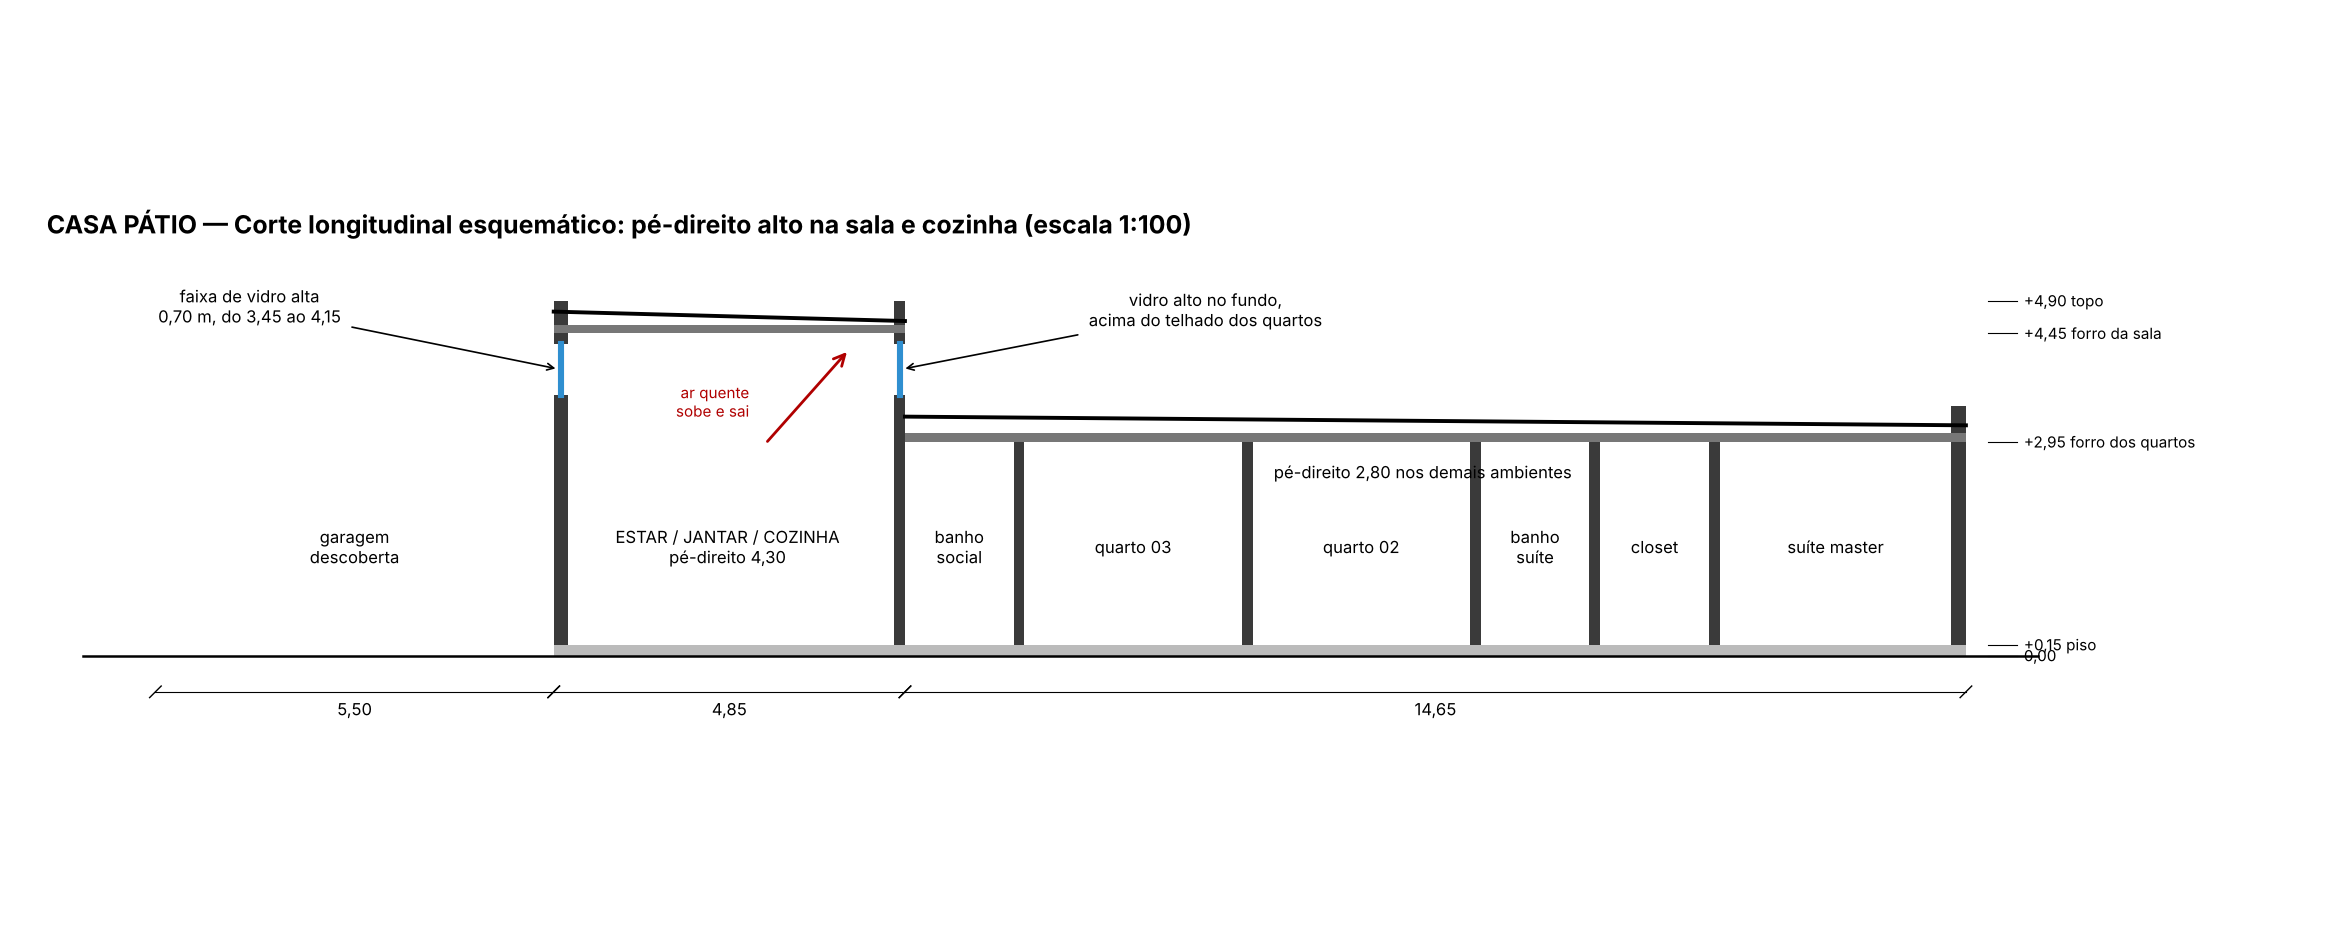 CASA PÁTIO — Corte longitudinal esquemático: pé-direito alto na sala e cozinha (escala 1:100)
faixa de vidro alta
0,70 m, do 3,45 ao 4,15
vidro alto no fundo,
acima do telhado dos quartos
+4,90 topo
+4,45 forro da sala
ar quente
sobe e sai
+2,95 forro dos quartos
pé-direito 2,80 nos demais ambientes
garagem
descoberta
ESTAR / JANTAR / COZINHA
pé-direito 4,30
banho
social
quarto 03
quarto 02
banho
suíte
closet
suíte master
+0,15 piso
0,00
5,50
4,85
14,65